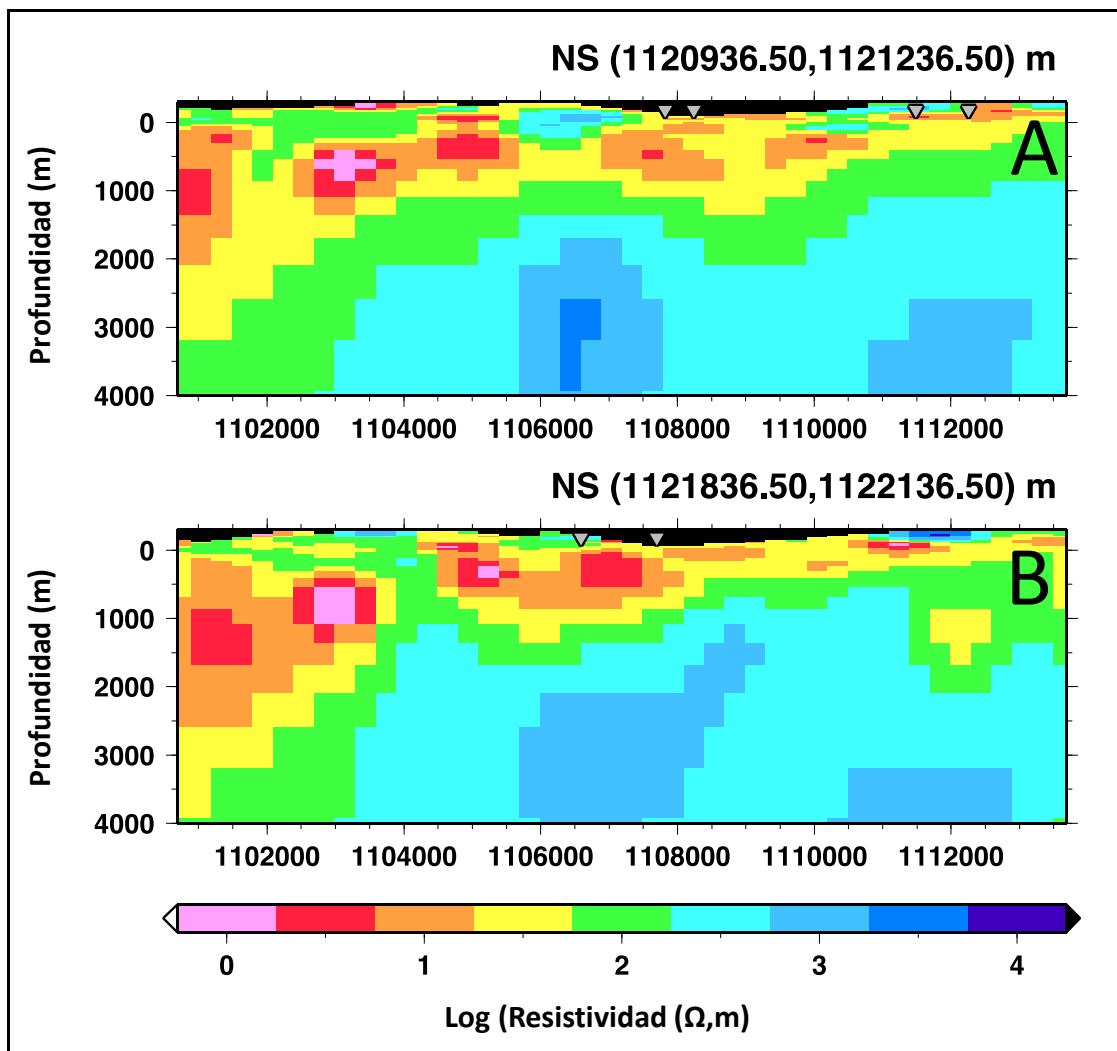 NS (1120936.50,1121236.50) m
A
Profundidad (m)
0
1000
2000
3000
4000
1102000 1104000 1106000 1108000 1110000 1112000
NS (1121836.50,1122136.50) m
B
Profundidad (m)
0
1000
2000
3000
4000
1102000 1104000 1106000 1108000 1110000 1112000
0 1 2 3 4
Log (Resistividad (Ω,m)